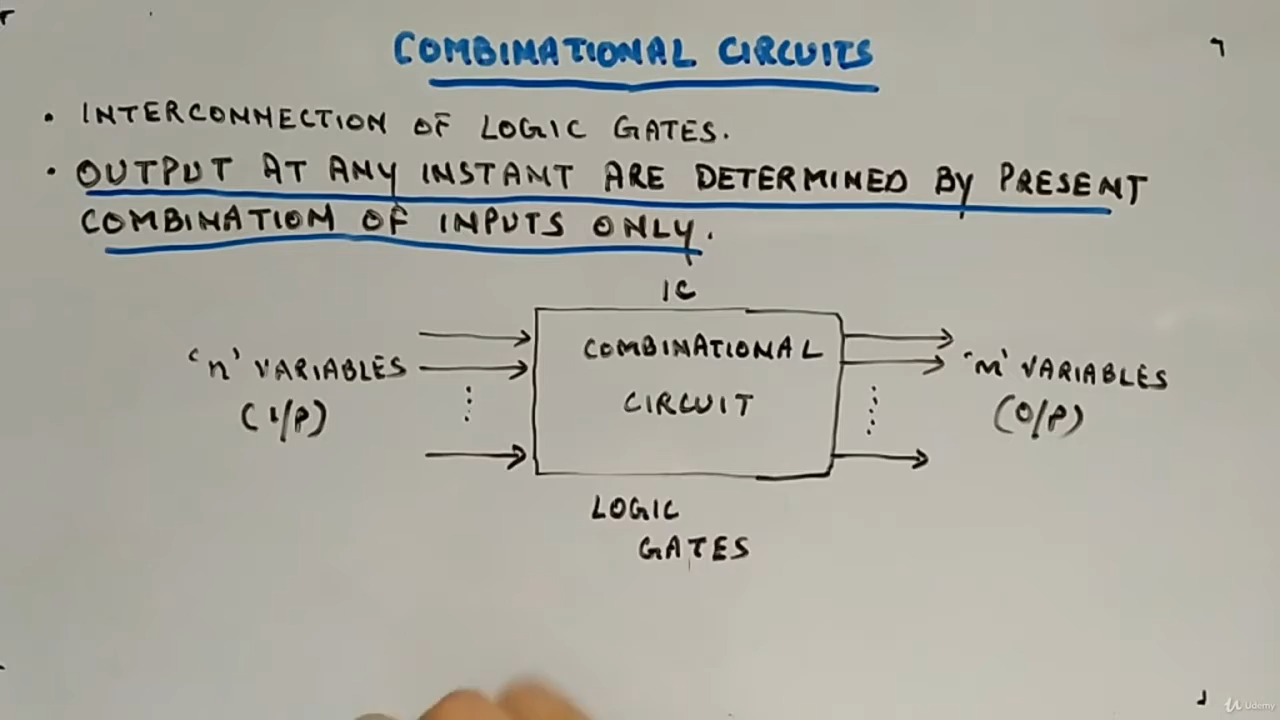 COMBINATIONAL CIRCUITS
• INTERCONNECTION OF LOGIC GATES.
• OUTPUT AT ANY INSTANT ARE DETERMINED BY PRESENT
COMBINATION OF INPUTS ONLY.
IC
'n' VARIABLES
(I/P)
COMBINATIONAL
CIRCUIT
'm' VARIABLES
(O/P)
LOGIC
GATES
Udemy